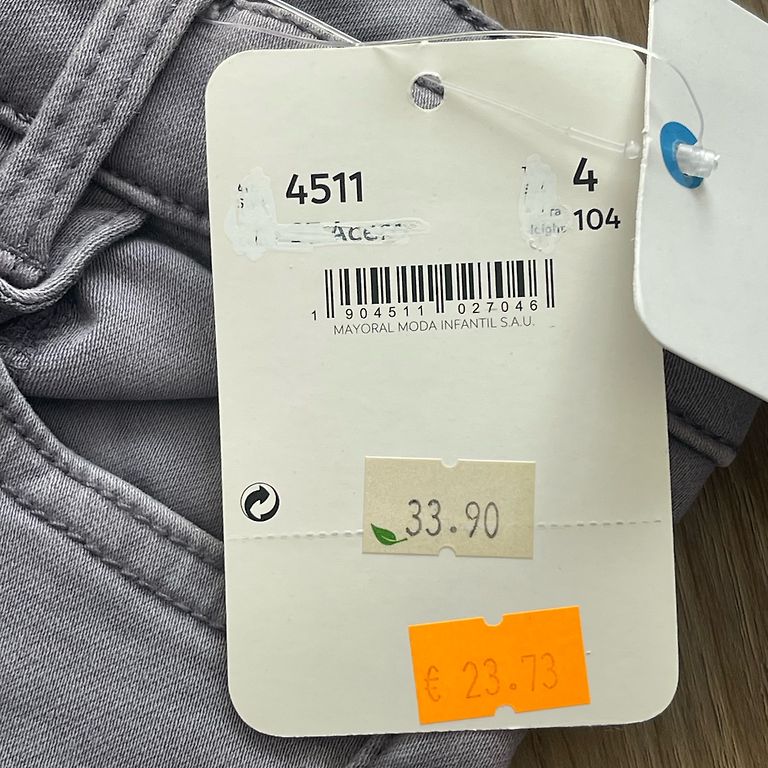 4511 4
104
1 904511 027046
MAYORAL MODA INFANTIL S.A.U.
33.90
€ 23.73